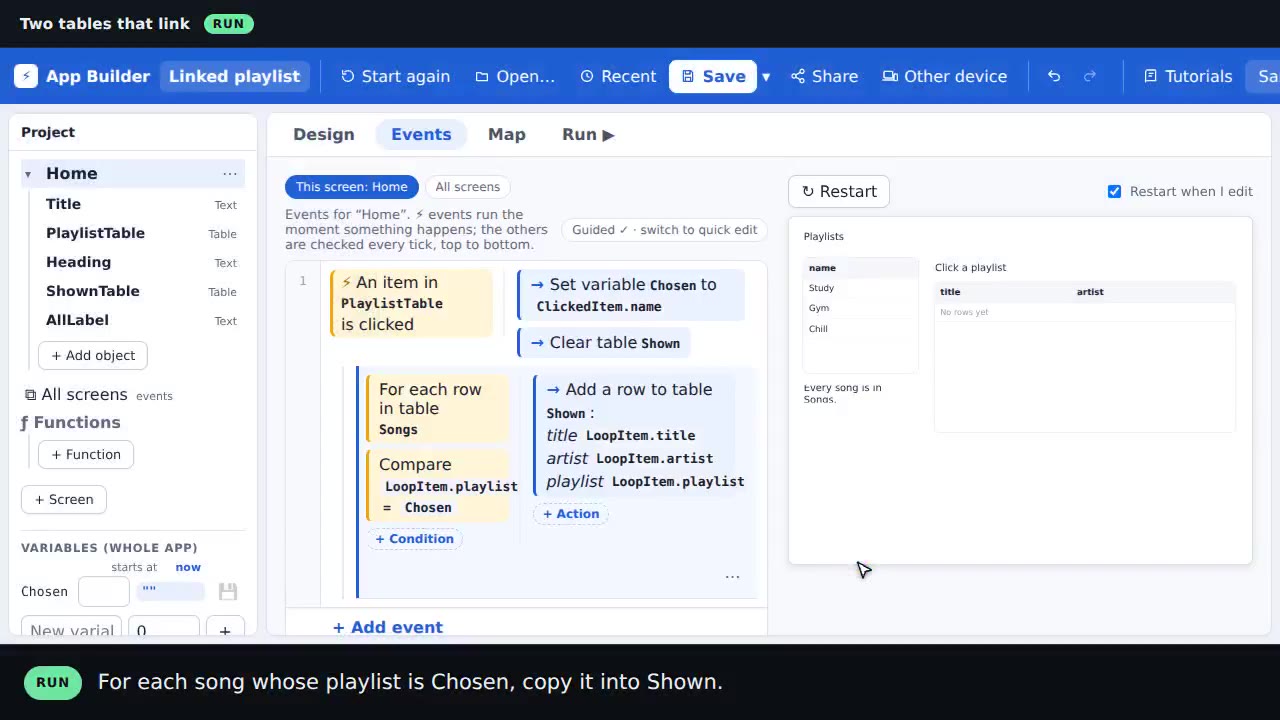 Two tables that link RUN
App Builder Linked playlist Start again Open... Recent Save ▾ Share Other device Tutorials
Project
Design Events Map Run ▶
▾ Home ...
Title Text
PlaylistTable Table
Heading Text
ShownTable Table
AllLabel Text
+ Add object
All screens events
ƒ Functions
+ Function
+ Screen
VARIABLES (WHOLE APP)
starts at now
Chosen ""
New varial 0 +
This screen: Home All screens
Events for “Home”. ⚡ events run the
moment something happens; the others
are checked every tick, top to bottom.
Guided ✓ · switch to quick edit
1
⚡ An item in
PlaylistTable
is clicked
→ Set variable Chosen to
ClickedItem.name
→ Clear table Shown
For each row
in table
Songs
Compare
LoopItem.playlist
= Chosen
+ Condition
→ Add a row to table
Shown :
title LoopItem.title
artist LoopItem.artist
playlist LoopItem.playlist
+ Action
...
+ Add event
↻ Restart Restart when I edit
Playlists
name
Study
Gym
Chill
Every song is in
Songs.
Click a playlist
title artist
No rows yet
RUN For each song whose playlist is Chosen, copy it into Shown.